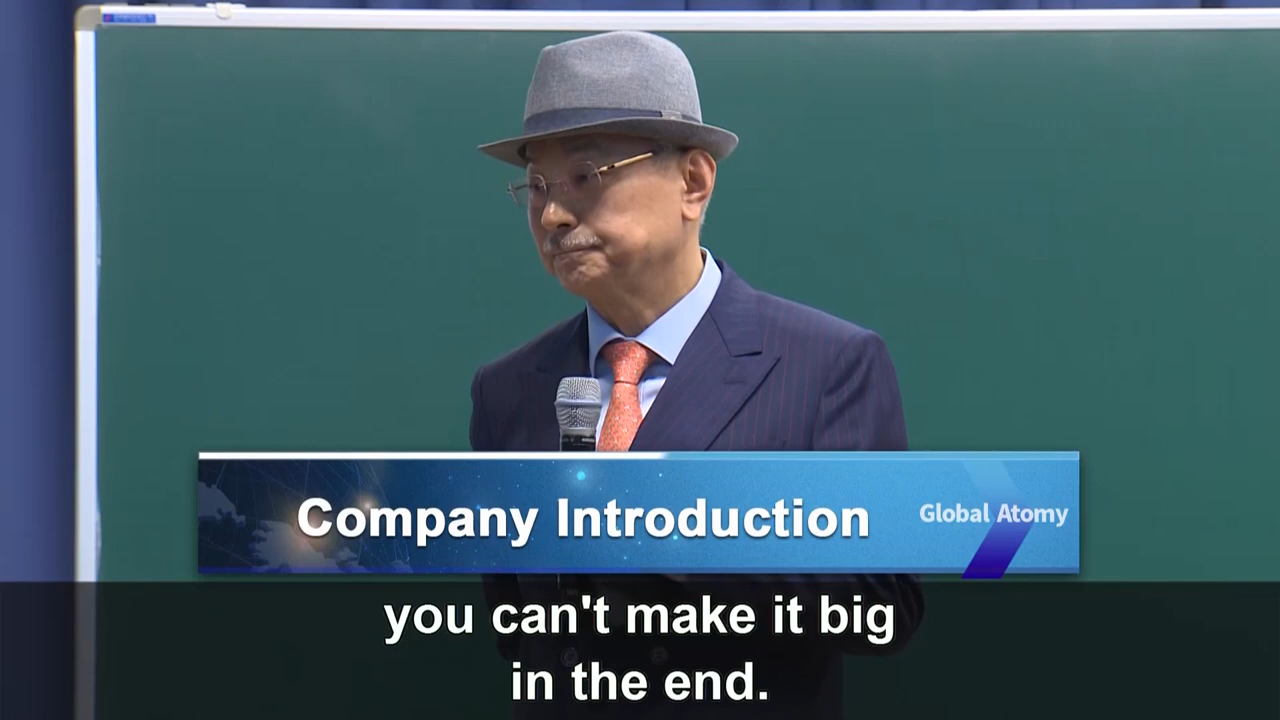 Company Introduction
Global Atomy
you can't make it big
in the end.